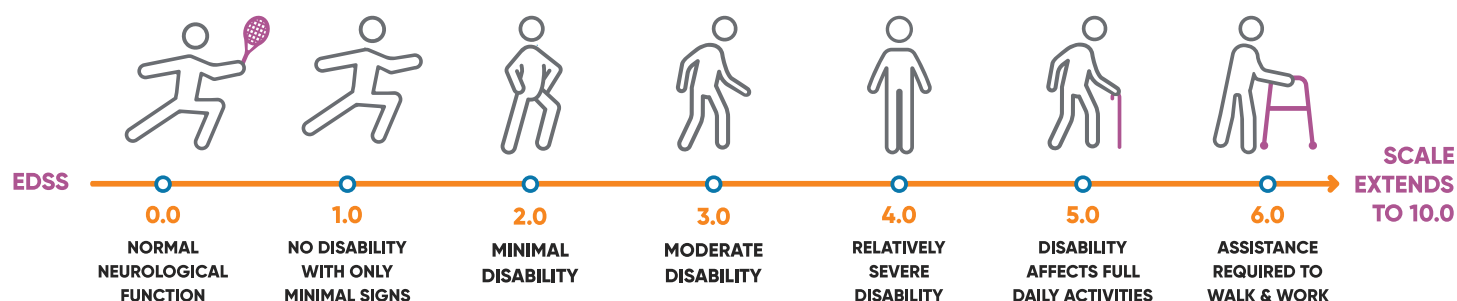 EDSS
0.0
NORMAL
NEUROLOGICAL
FUNCTION
1.0
NO DISABILITY
WITH ONLY
MINIMAL SIGNS
2.0
MINIMAL
DISABILITY
3.0
MODERATE
DISABILITY
4.0
RELATIVELY
SEVERE
DISABILITY
5.0
DISABILITY
AFFECTS FULL
DAILY ACTIVITIES
6.0
ASSISTANCE
REQUIRED TO
WALK & WORK
SCALE
EXTENDS
TO 10.0